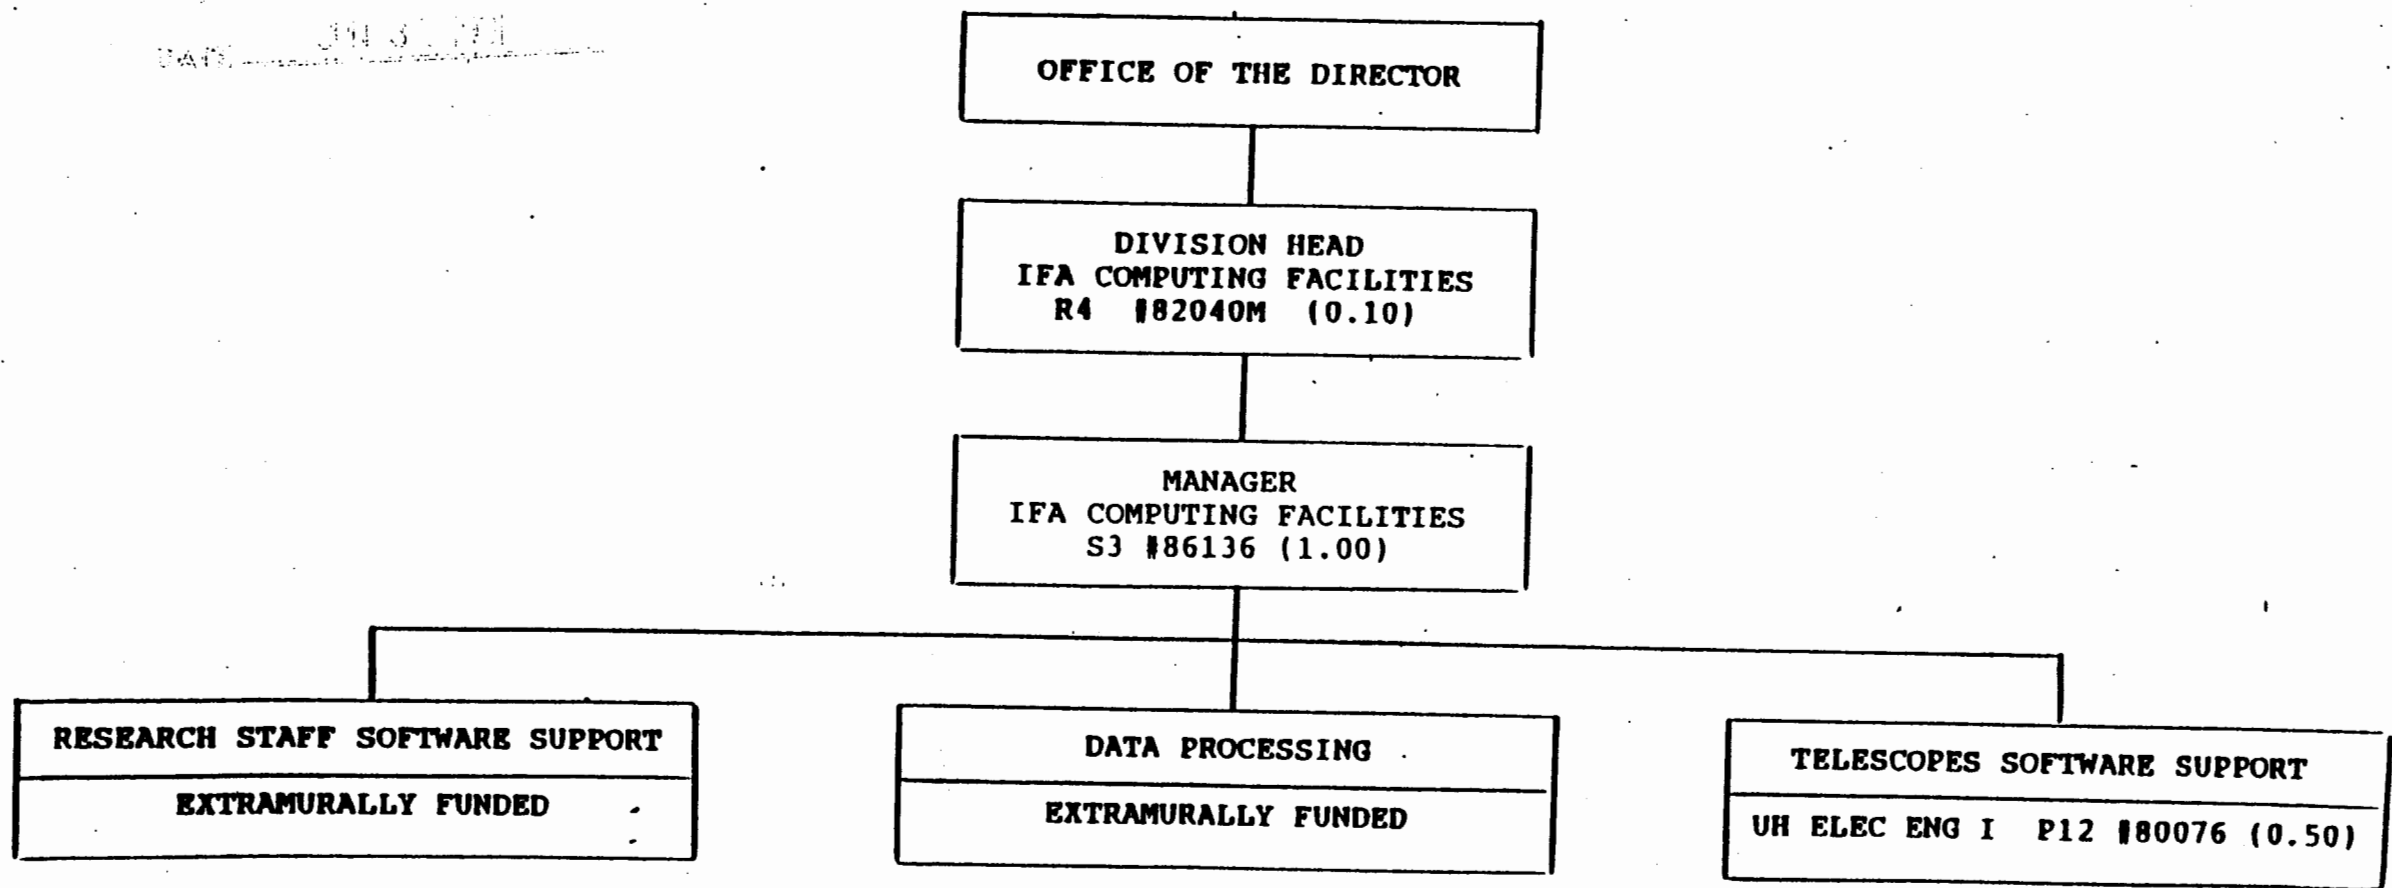 DATE
OFFICE OF THE DIRECTOR
DIVISION HEAD
IFA COMPUTING FACILITIES
R4 #82040M (0.10)
MANAGER
IFA COMPUTING FACILITIES
S3 #86136 (1.00)
RESEARCH STAFF SOFTWARE SUPPORT
EXTRAMURALLY FUNDED
DATA PROCESSING
EXTRAMURALLY FUNDED
TELESCOPES SOFTWARE SUPPORT
UH ELEC ENG I P12 #80076 (0.50)